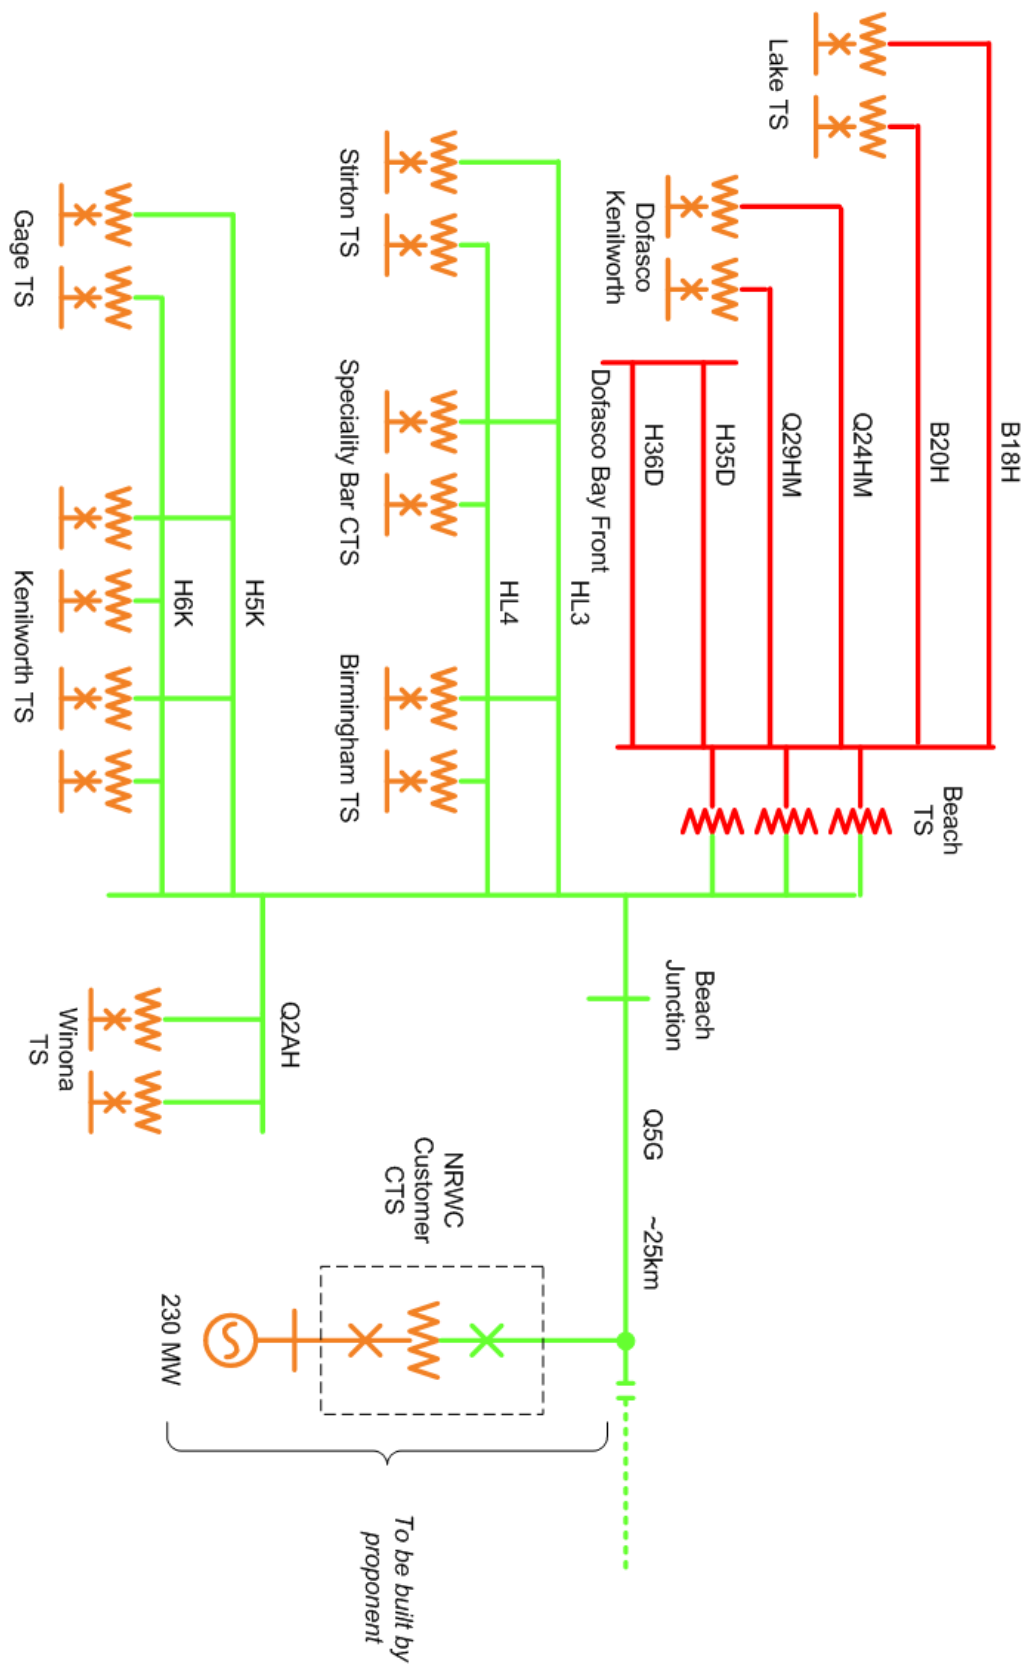 B18H
B20H
Q24HM
Q29HM
H35D
H36D
Beach
TS
Lake TS
Dofasco
Kenilworth
Dofasco Bay Front
Beach
Junction
Q5G
~25km
HL3
HL4
Stirton TS
Speciality Bar CTS
Birmingham TS
NRWC
Customer
CTS
To be built by
proponent
Q2AH
H5K
H6K
230 MW
Winona
TS
Gage TS
Kenilworth TS